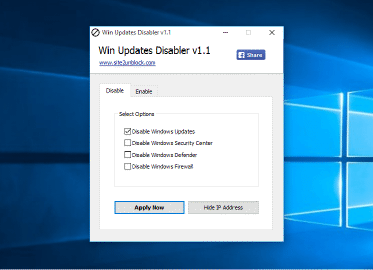 Win Updates Disabler v1.1
Win Updates Disabler v1.1
Share
www.site2unblock.com
Disable
Enable
Select Options
Disable Windows Updates
Disable Windows Security Center
Disable Windows Defender
Disable Windows Firewall
Apply Now
Hide IP Address